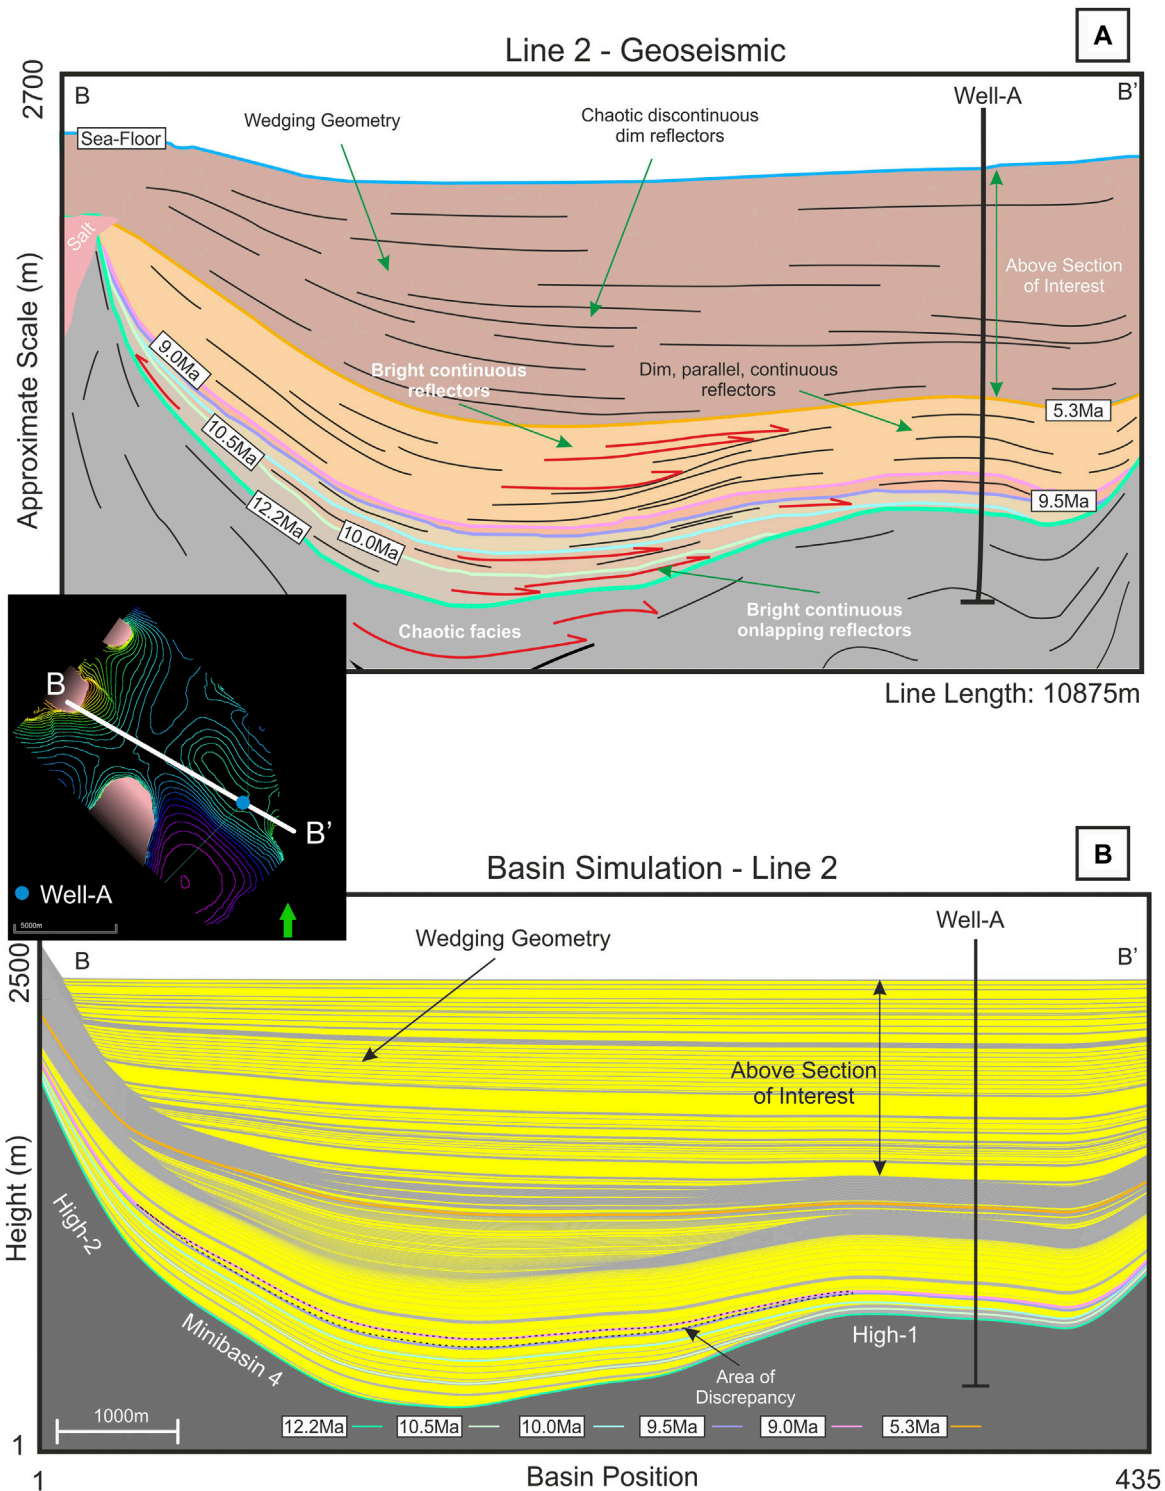 A
Line 2 - Geoseismic
2700
B
B’
Well-A
Chaotic discontinuous
dim reflectors
Wedging Geometry
Sea-Floor
Salt
Above Section
of Interest
Approximate Scale (m)
9.0Ma
Bright continuous
reflectors
Dim, parallel, continuous
reflectors
5.3Ma
10.5Ma
9.5Ma
12.2Ma
10.0Ma
Bright continuous
onlapping reflectors
Chaotic facies
Line Length: 10875m
B
B’
Well-A
5000m
B
Basin Simulation - Line 2
Well-A
Wedging Geometry
B
B’
2500
Above Section
of Interest
Height (m)
High-2
Minibasin 4
High-1
Area of
Discrepancy
1000m
12.2Ma
10.5Ma
10.0Ma
9.5Ma
9.0Ma
5.3Ma
1
1
Basin Position
435